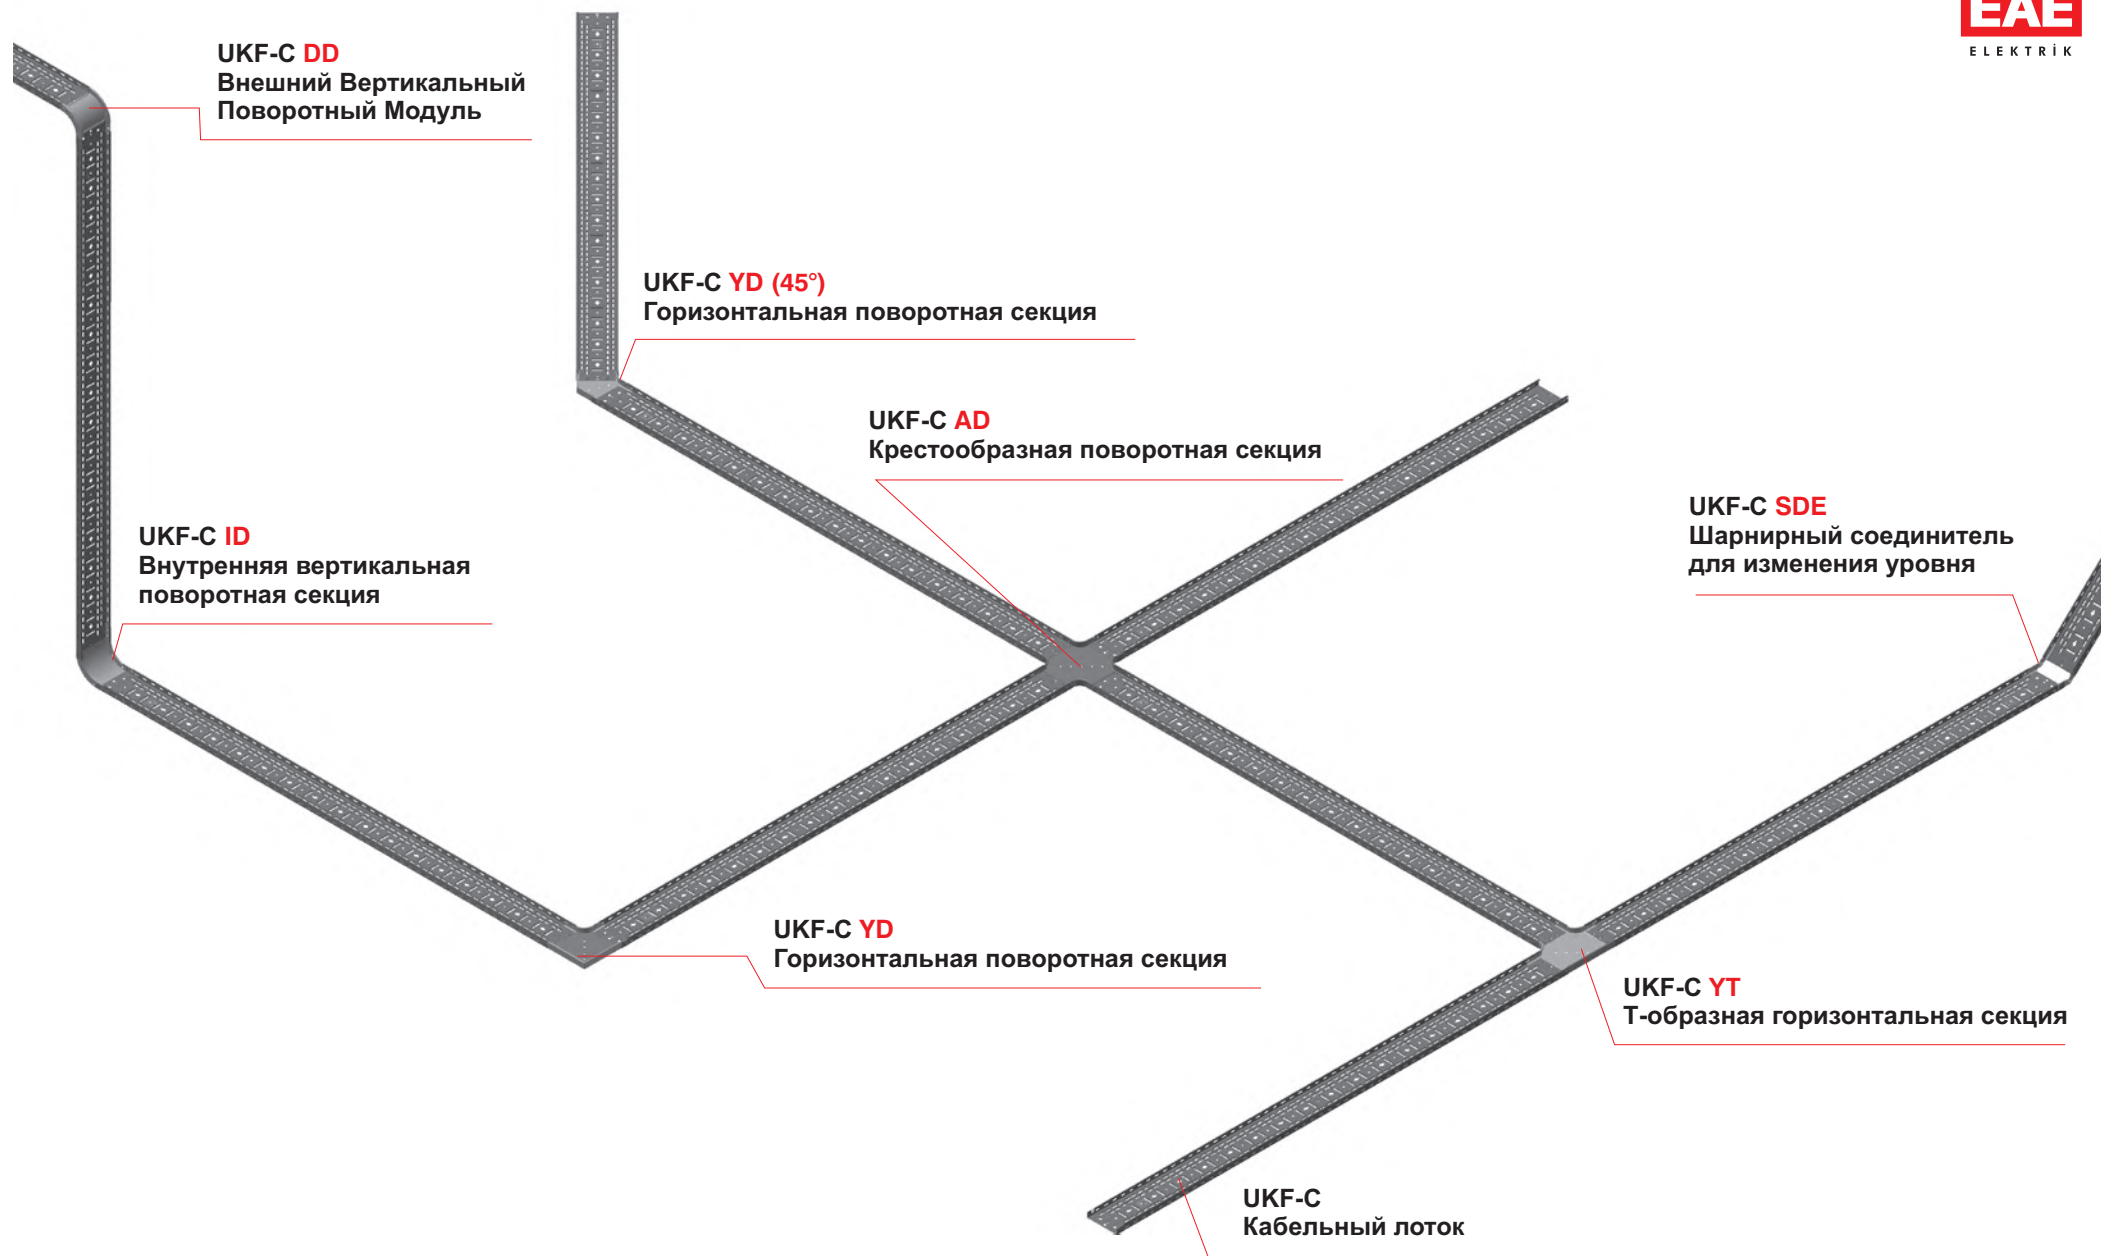 EAE
ELEKTRİK
UKF-C DD
Внешний Вертикальный
Поворотный Модуль
UKF-C YD (45°)
Горизонтальная поворотная секция
UKF-C AD
Крестообразная поворотная секция
UKF-C SDE
Шарнирный соединитель
для изменения уровня
UKF-C ID
Внутренняя вертикальная
поворотная секция
UKF-C YD
Горизонтальная поворотная секция
UKF-C YT
Т-образная горизонтальная секция
UKF-C
Кабельный лоток